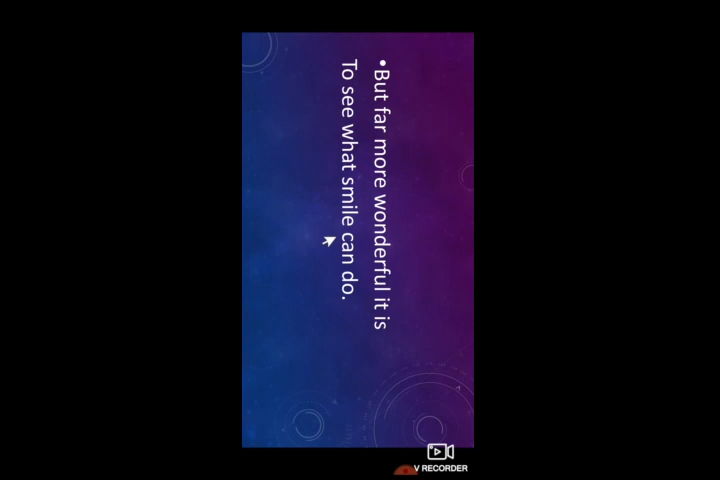 •But far more wonderful it is
To see what smile can do.
V RECORDER